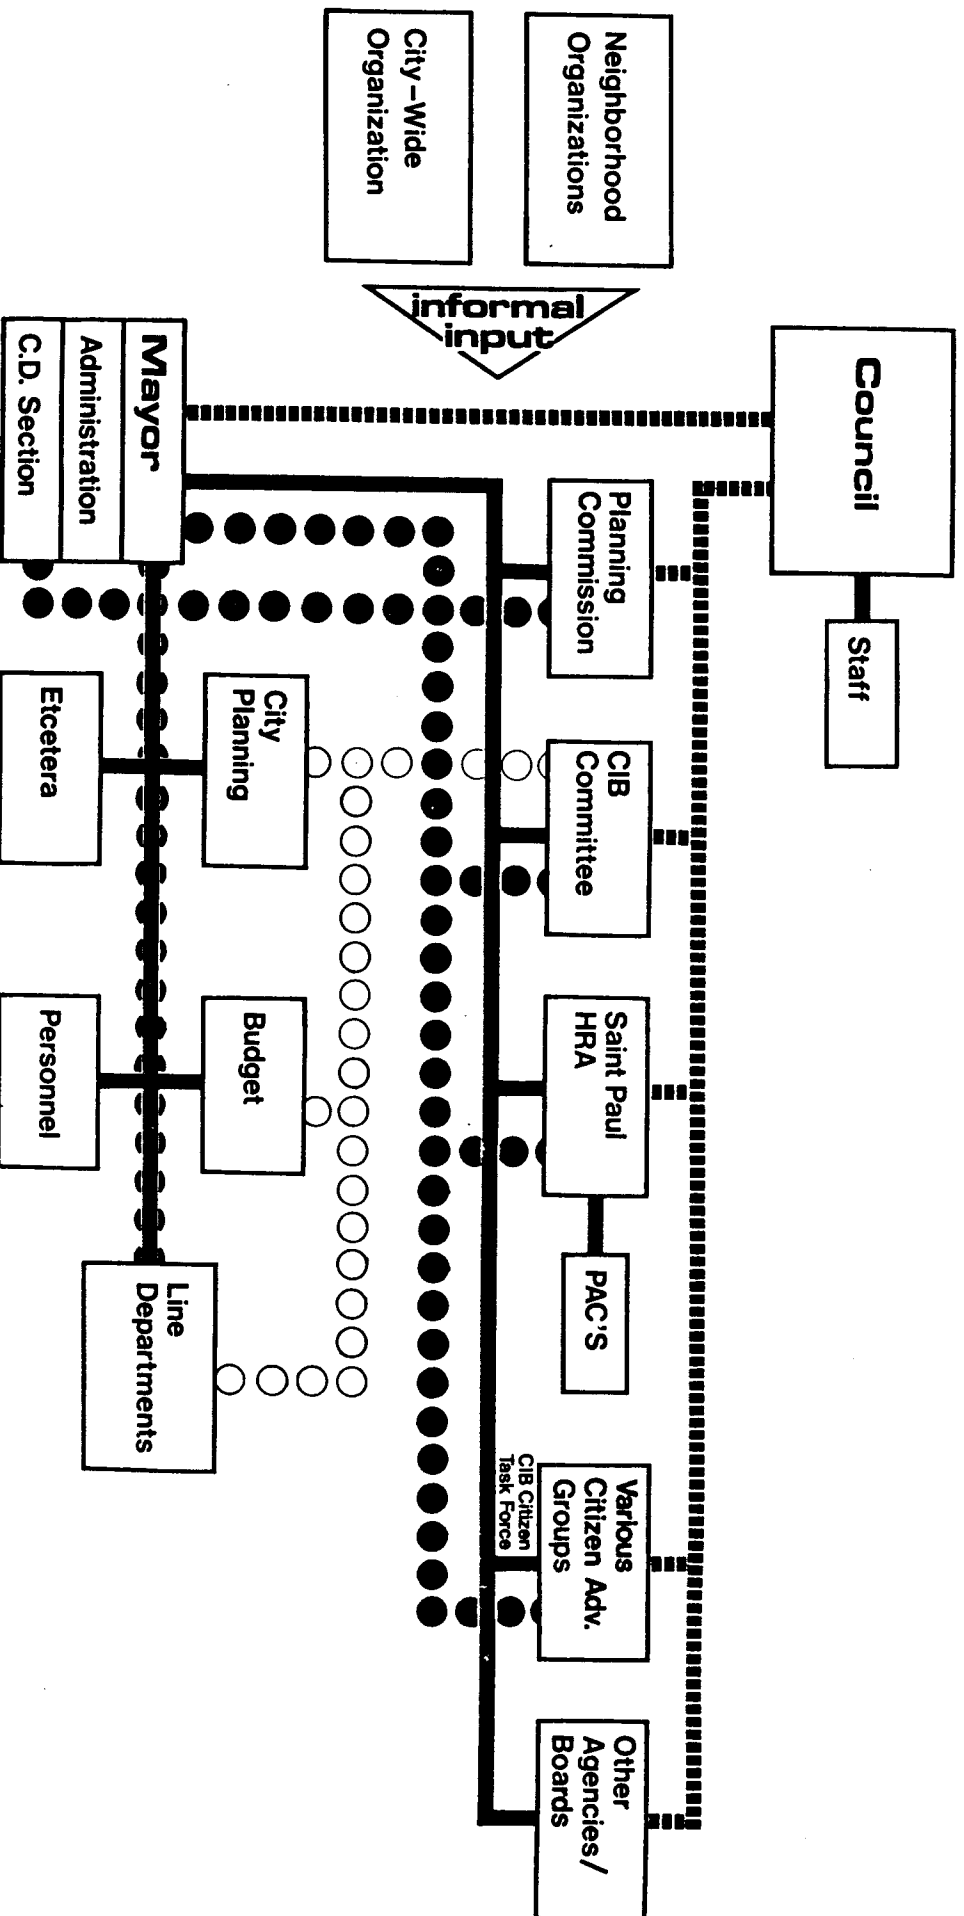 Council
Staff
Neighborhood
Organizations
City-Wide
Organization
informal
input
Planning
Commission
CIB
Committee
Saint Paul
HRA
PAC'S
Various
Citizen Adv.
Groups
CIB Citizen
Task Force
Other
Agencies/
Boards
Mayor
Administration
C.D. Section
City
Planning
Budget
Etcetera
Personnel
Line
Departments